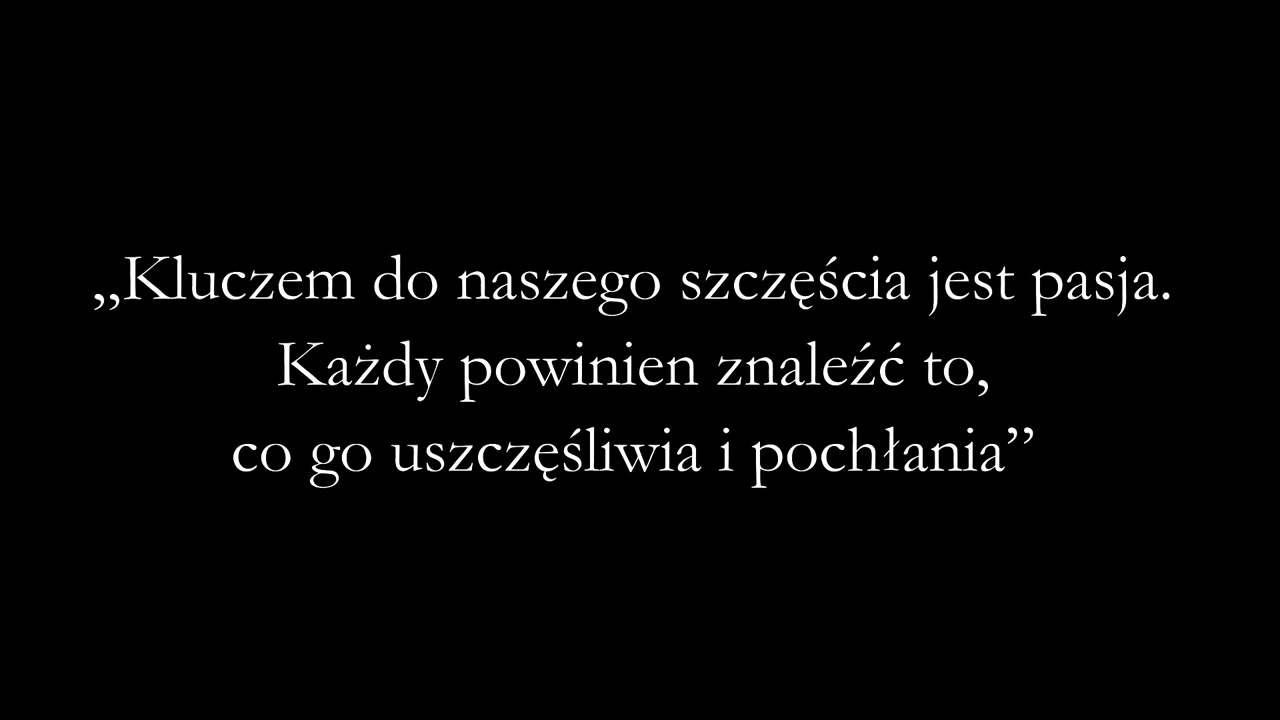 „Kluczem do naszego szczęścia jest pasja.
Każdy powinien znaleźć to,
co go uszczęśliwia i pochłania”